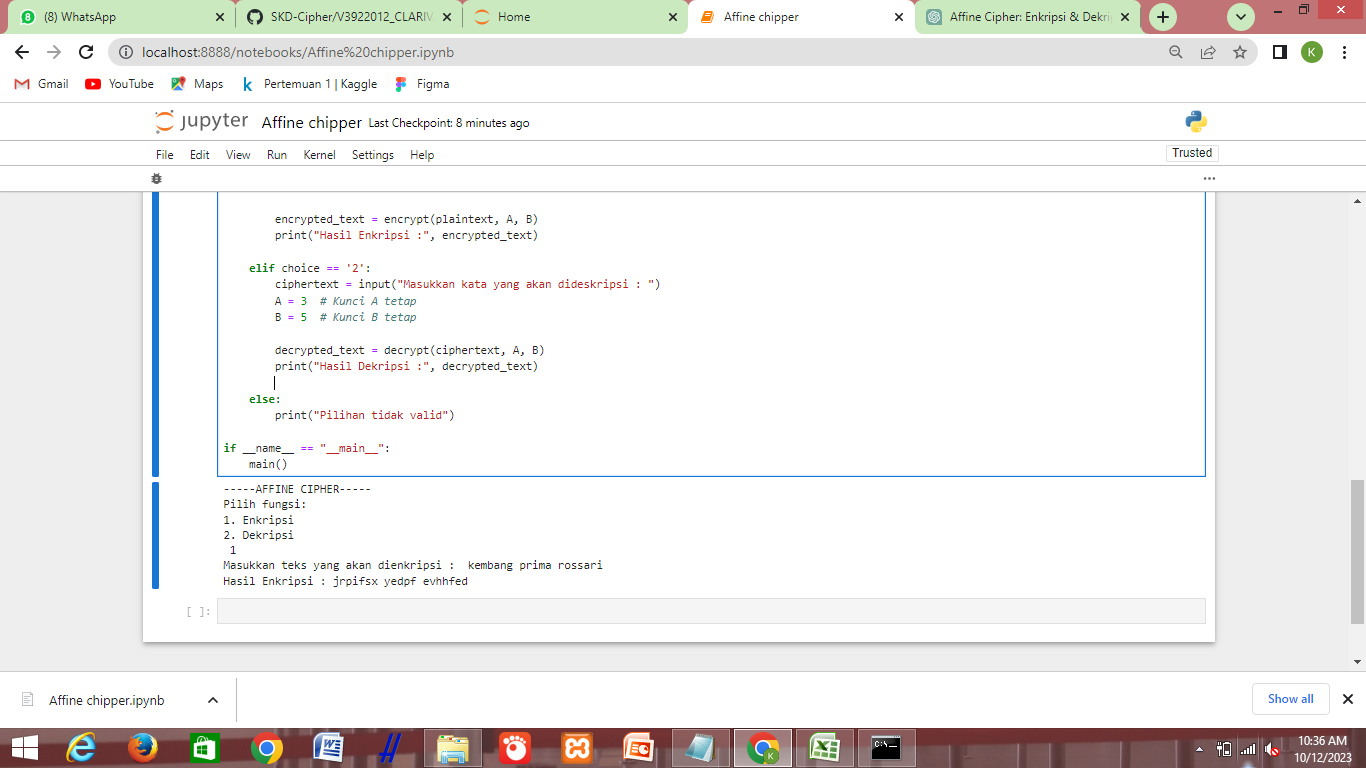 (8) WhatsApp
SKD-Cipher/V3922012_CLARIV
Home
Affine chipper
Affine Cipher: Enkripsi & Dekri
localhost:8888/notebooks/Affine%20chipper.ipynb
K
Gmail
YouTube
Maps
Pertemuan 1 | Kaggle
Figma
jupyter Affine chipper Last Checkpoint: 8 minutes ago
File Edit View Run Kernel Settings Help
Trusted
encrypted_text = encrypt(plaintext, A, B)
print("Hasil Enkripsi :", encrypted_text)
elif choice == '2':
ciphertext = input("Masukkan kata yang akan dideskripsi : ")
A = 3 # Kunci A tetap
B = 5 # Kunci B tetap
decrypted_text = decrypt(ciphertext, A, B)
print("Hasil Dekripsi :", decrypted_text)
else:
print("Pilihan tidak valid")
if __name__ == "__main__":
main()
-----AFFINE CIPHER-----
Pilih fungsi:
1. Enkripsi
2. Dekripsi
1
Masukkan teks yang akan dienkripsi : kembang prima rossari
Hasil Enkripsi : jrpifsx yedpf evhhfed
[ ]:
Affine chipper.ipynb
Show all
10:36 AM
10/12/2023